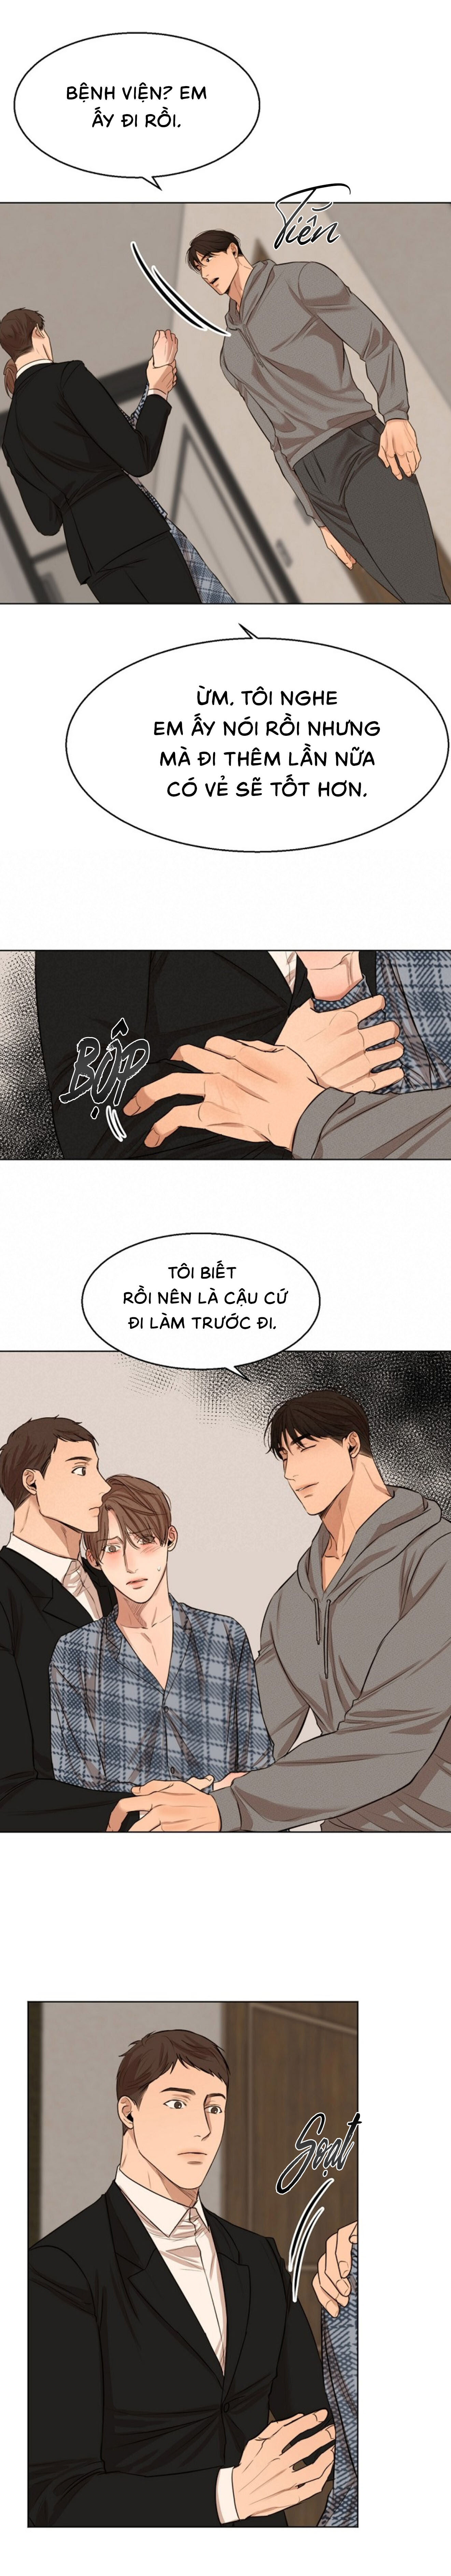 BỆNH VIỆN? EM
ẤY ĐI RỒI.
Tiến
ỪM. TÔI NGHE
EM ẤY NÓI RỒI NHƯNG
MÀ ĐI THÊM LẦN NỮA
CÓ VẺ SẼ TỐT HƠN.
BỘP
TÔI BIẾT
RỒI NÊN LÀ CẬU CỨ
ĐI LÀM TRƯỚC ĐI.
Soạt